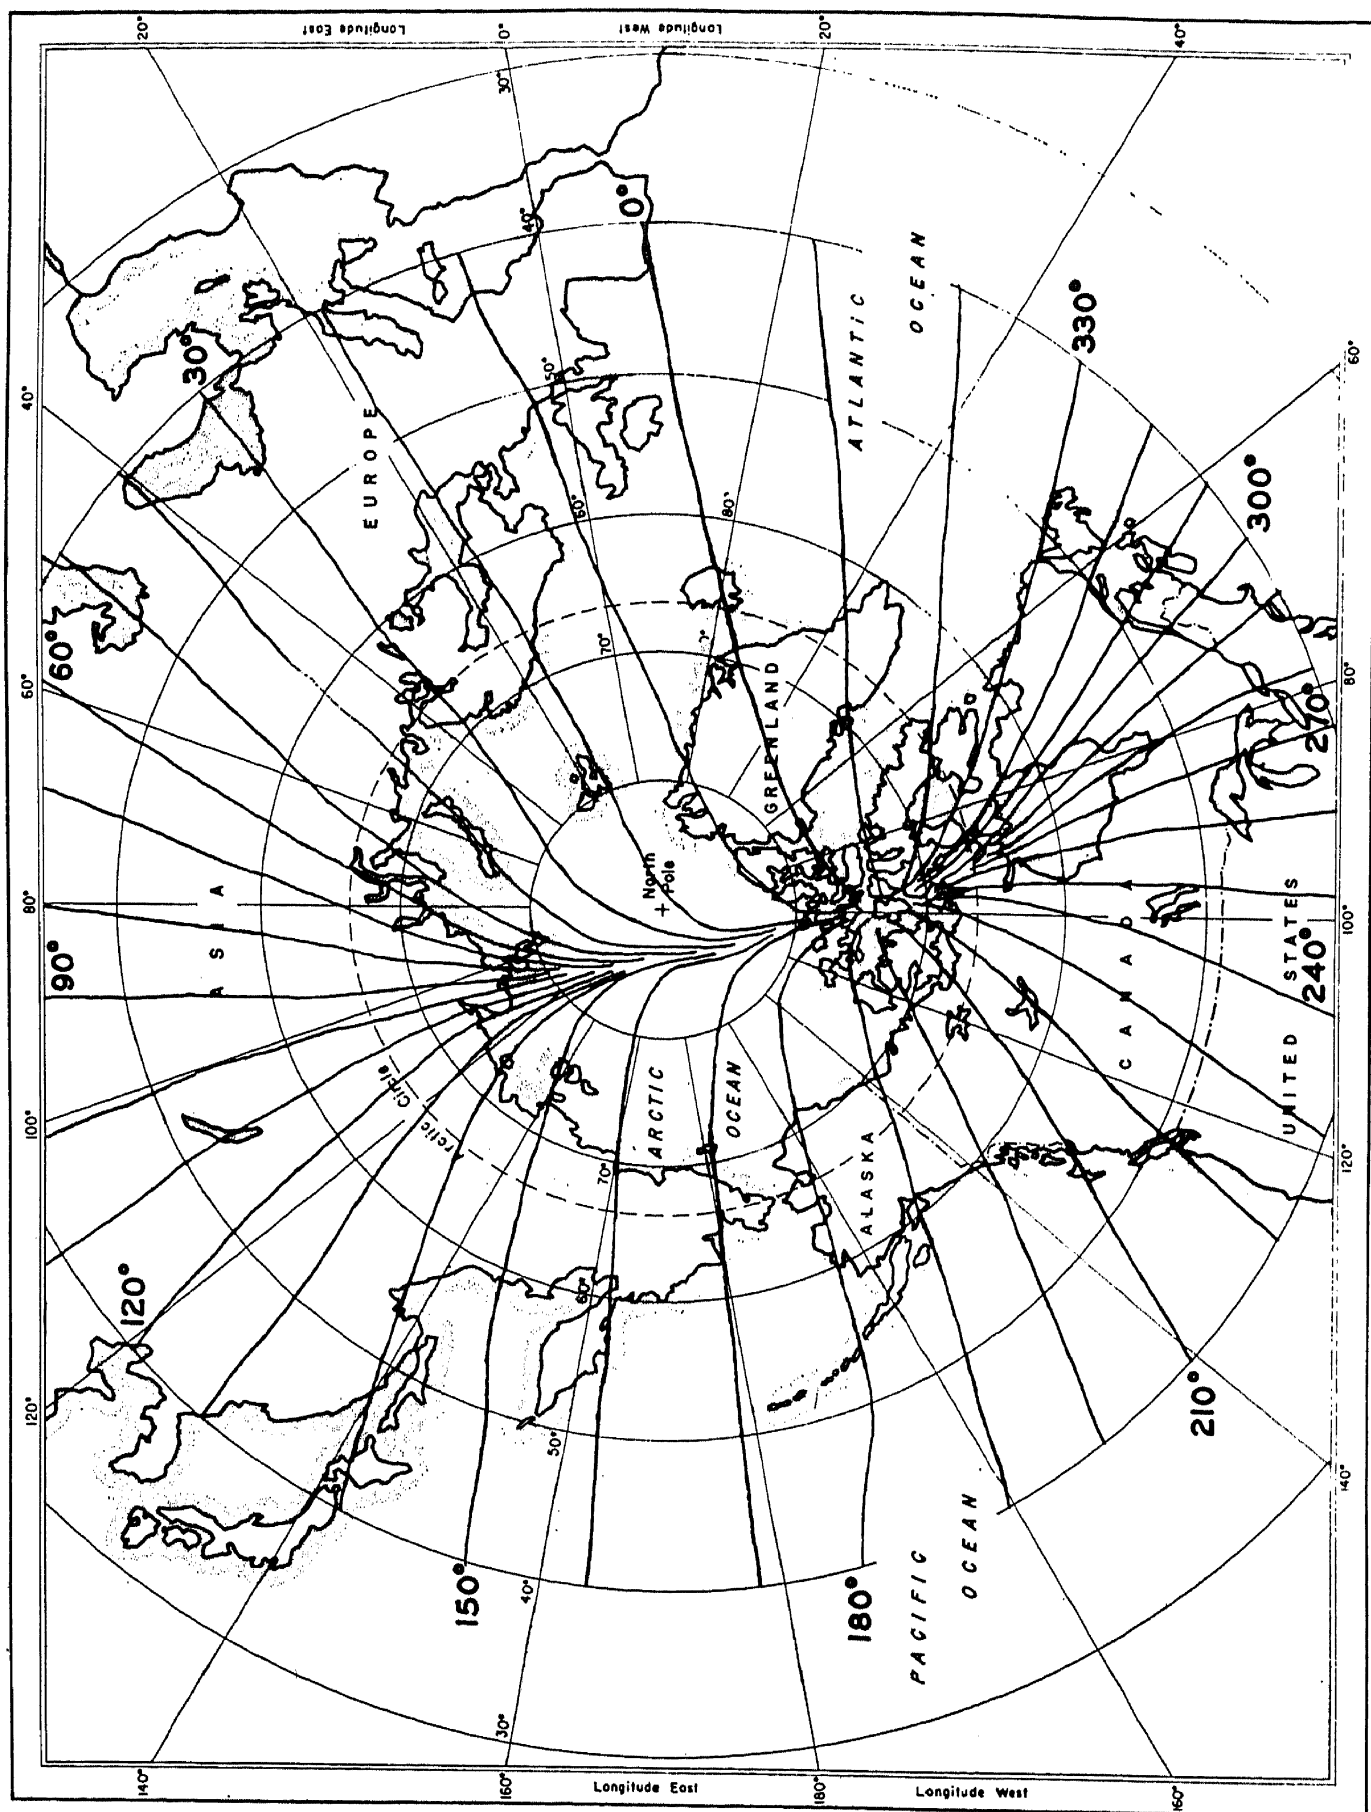 20°
Longitude East
0°
Longitude West
20°
40°
30°
40°
0°
30°
40°
EUROPE
50°
ATLANTIC
OCEAN
330°
60°
60°
80°
300°
60°
60°
70°
GREENLAND
270°
80°
80°
ASIA
North
Pole
CANADA
UNITED STATES
100°
240°
90°
100°
Arctic Circle
70°
ARCTIC
OCEAN
ALASKA
120°
120°
120°
60°
50°
210°
140°
150°
40°
180°
PACIFIC
OCEAN
30°
140°
160°
Longitude East
180°
Longitude West
160°